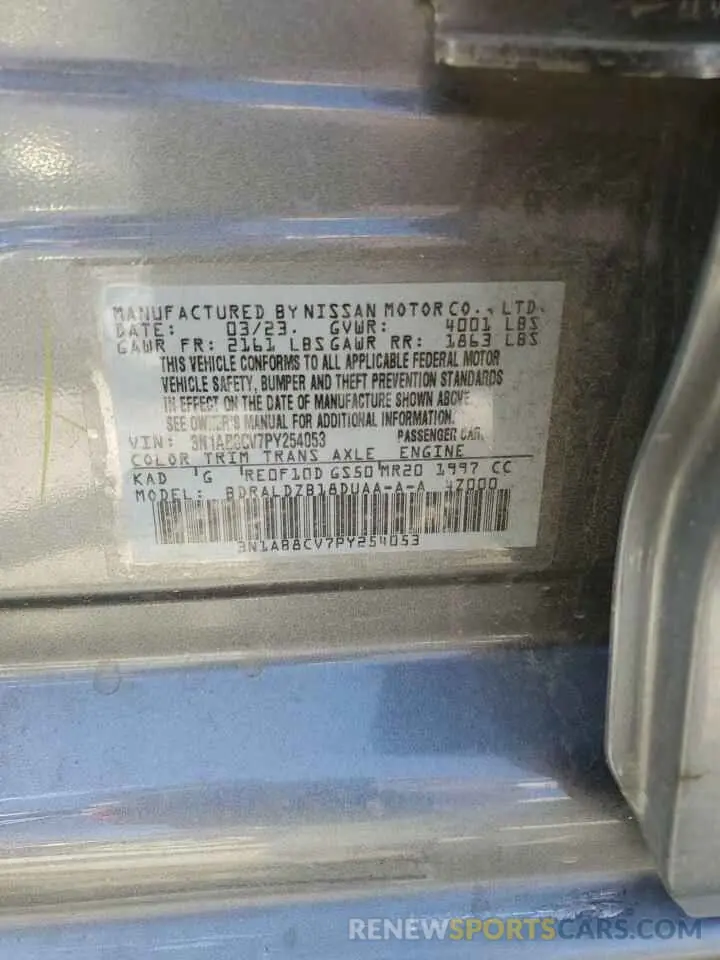 MANUFACTURED BY NISSAN MOTOR CO., LTD.
DATE: 03/23. GVWR: 4001 LBS
GAWR FR: 2161 LBS GAWR RR: 1863 LBS
THIS VEHICLE CONFORMS TO ALL APPLICABLE FEDERAL MOTOR
VEHICLE SAFETY, BUMPER AND THEFT PREVENTION STANDARDS
IN EFFECT ON THE DATE OF MANUFACTURE SHOWN ABOVE.
SEE OWNER'S MANUAL FOR ADDITIONAL INFORMATION.
VIN: 3N1AB8CV7PY254053 PASSENGER CAR.
COLOR TRIM TRANS AXLE ENGINE
KAD G RE0F10D GS50 MR20 1997 CC
MODEL: BDRALDZB18DUAA-A-A 4Z000
3N1AB8CV7PY254053
RENEWSPORTSCARS.COM